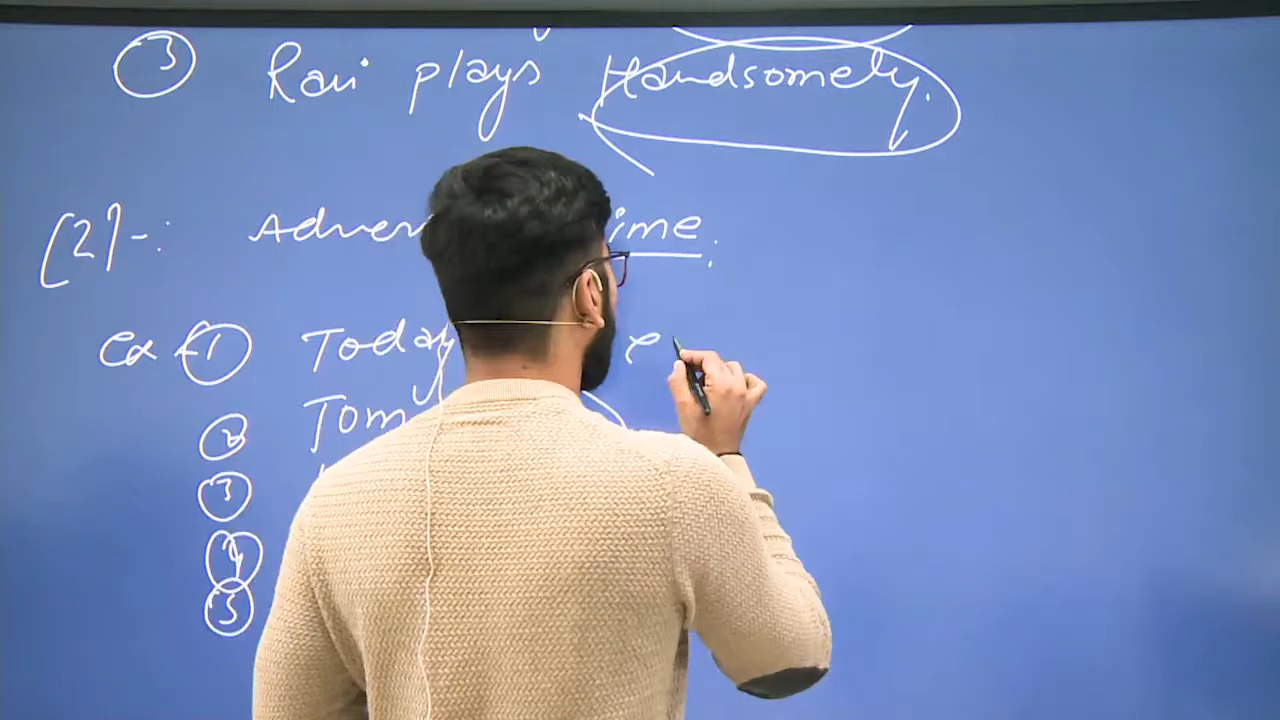 ③ Ravi plays Handsomely.
[2]-: Adver ime.
ex ① Today
② Tom
③
④
⑤